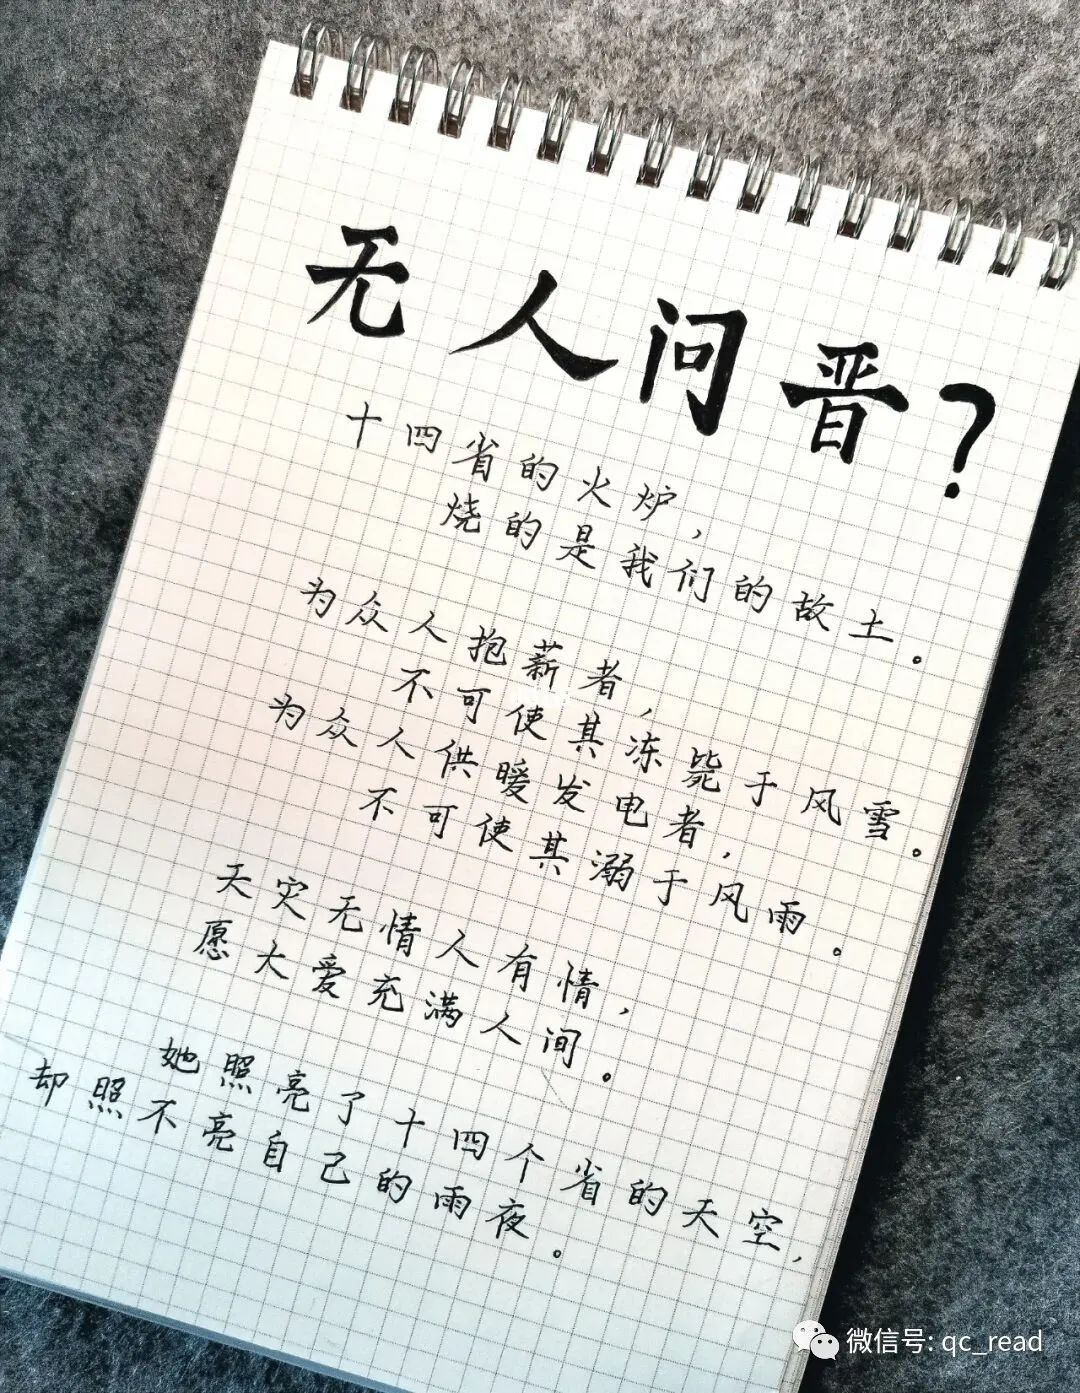 无人问晋?
十四省的火炉,
烧的是我们的故土。
为众人抱薪者,
不可使其冻毙于风雪。
为众人供暖发电者,
不可使其溺于风雨。
天灾无情人有情,
愿大爱充满人间。
她照亮了十四个省的天空,
却照不亮自己的雨夜。
微信号: qc_read